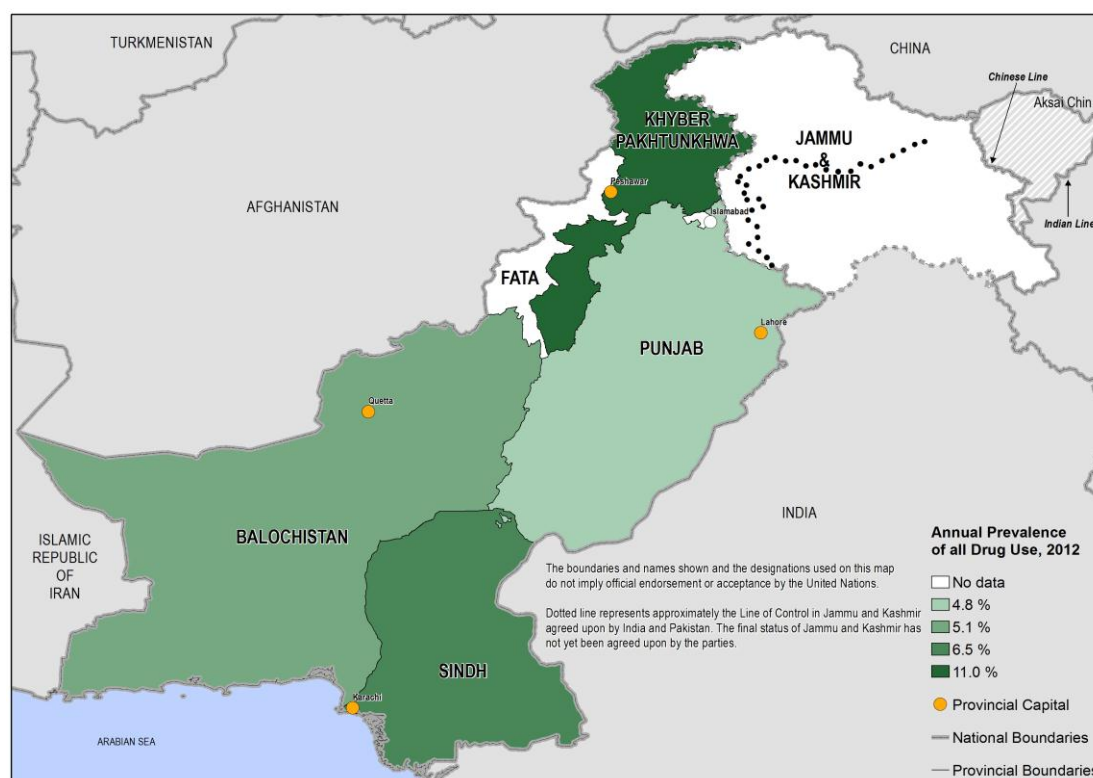 TURKMENISTAN
CHINA
Chinese Line
Aksai Chin
KHYBER
PAKHTUNKHWA
JAMMU
&
KASHMIR
Peshawar
AFGHANISTAN
Islamabad
Indian Line
FATA
Lahore
PUNJAB
Quetta
INDIA
BALOCHISTAN
ISLAMIC
REPUBLIC
OF
IRAN
Annual Prevalence
of all Drug Use, 2012
No data
4.8 %
5.1 %
6.5 %
11.0 %
Provincial Capital
National Boundaries
Provincial Boundaries
The boundaries and names shown and the designations used on this map
do not imply official endorsement or acceptance by the United Nations.
Dotted line represents approximately the Line of Control in Jammu and Kashmir
agreed upon by India and Pakistan. The final status of Jammu and Kashmir has
not yet been agreed upon by the parties.
SINDH
Karachi
ARABIAN SEA